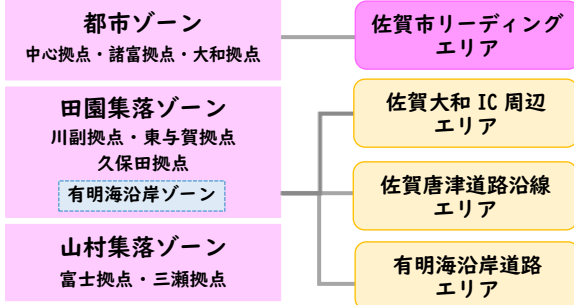 都市ゾーン
中心拠点・諸富拠点・大和拠点
佐賀市リーディング
エリア
田園集落ゾーン
川副拠点・東与賀拠点
久保田拠点
有明海沿岸ゾーン
佐賀大和 IC 周辺
エリア
佐賀唐津道路沿線
エリア
山村集落ゾーン
富士拠点・三瀬拠点
有明海沿岸道路
エリア